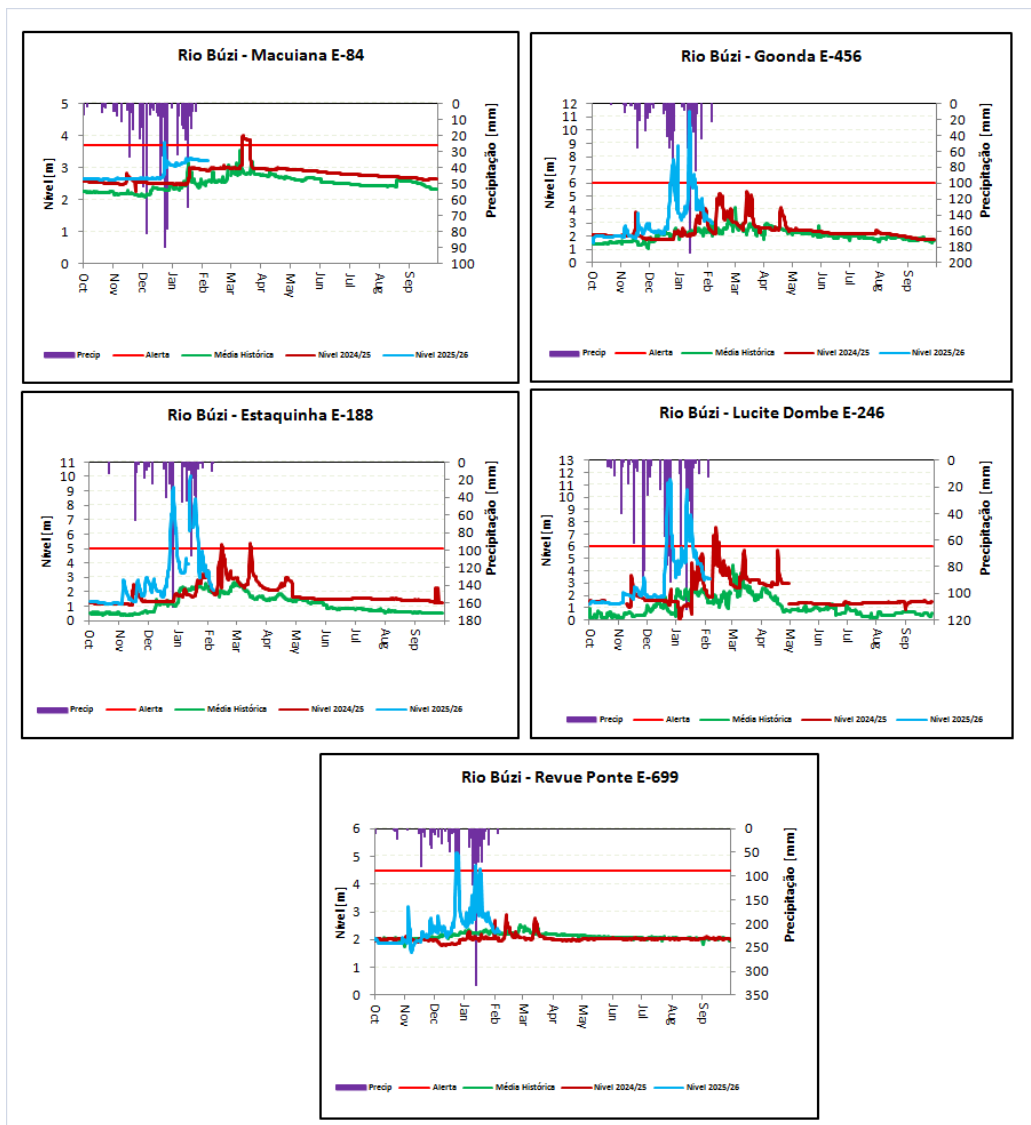 Rio Búzi - Macuiana E-84
Nível [m]
5
4
3
2
1
0
0
10
20
30
40
50
60
70
80
90
100
Precipitação [mm]
Oct
Nov
Dec
Jan
Feb
Mar
Apr
May
Jun
Jul
Aug
Sep
Precip
Alerta
Média Histórica
Nivel 2024/25
Nivel 2025/26
Rio Búzi - Goonda E-456
Nível [m]
12
11
10
9
8
7
6
5
4
3
2
1
0
0
20
40
60
80
100
120
140
160
180
200
Precipitação [mm]
Oct
Nov
Dec
Jan
Feb
Mar
Apr
May
Jun
Jul
Aug
Sep
Precip
Alerta
Média Histórica
Nivel 2024/25
Nivel 2025/26
Rio Búzi - Estaquinha E-188
Nível [m]
11
10
9
8
7
6
5
4
3
2
1
0
0
20
40
60
80
100
120
140
160
180
Precipitação [mm]
Oct
Nov
Dec
Jan
Feb
Mar
Apr
May
Jun
Jul
Aug
Sep
Precip
Alerta
Média Histórica
Nivel 2024/25
Nivel 2025/26
Rio Búzi - Lucite Dombe E-246
Nível [m]
13
12
11
10
9
8
7
6
5
4
3
2
1
0
0
20
40
60
80
100
120
Precipitação [mm]
Oct
Nov
Dec
Jan
Feb
Mar
Apr
May
Jun
Jul
Aug
Sep
Precip
Alerta
Média Histórica
Nivel 2024/25
Nivel 2025/26
Rio Búzi - Revue Ponte E-699
Nível [m]
6
5
4
3
2
1
0
0
50
100
150
200
250
300
350
Precipitação [mm]
Oct
Nov
Dec
Jan
Feb
Mar
Apr
May
Jun
Jul
Aug
Sep
Precip
Alerta
Média Histórica
Nivel 2024/25
Nivel 2025/26